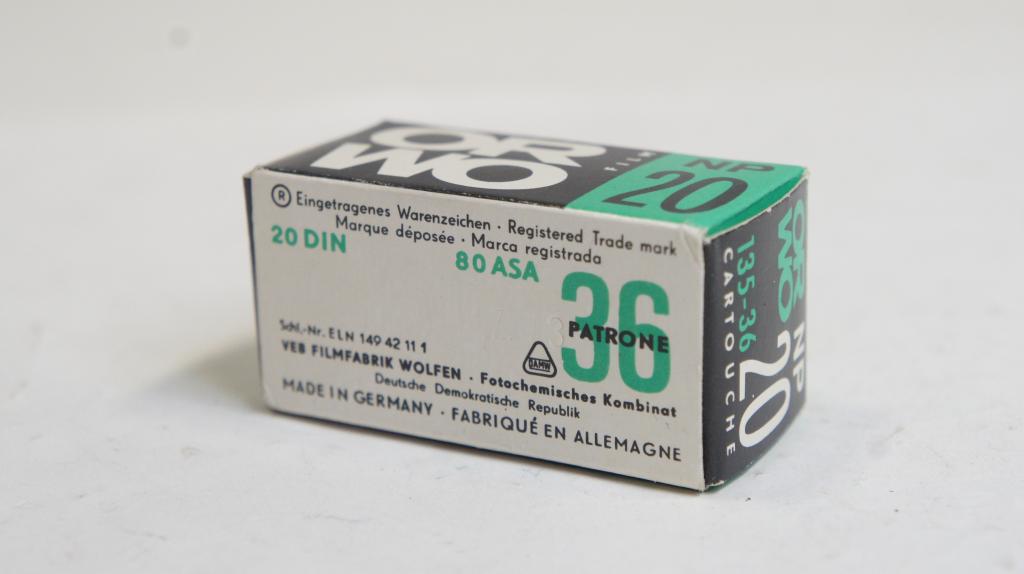 ORWO
FILM
NP
20
® Eingetragenes Warenzeichen · Registered Trade mark
Marque déposée · Marca registrada
20 DIN
80 ASA
36
PATRONE
Schl.-Nr. ELN 149 42 11 1
VEB FILMFABRIK WOLFEN · Fotochemisches Kombinat
DAMW
Deutsche Demokratische Republik
MADE IN GERMANY · FABRIQUÉ EN ALLEMAGNE
ORWO
NP 20
135-36
CARTOUCHE